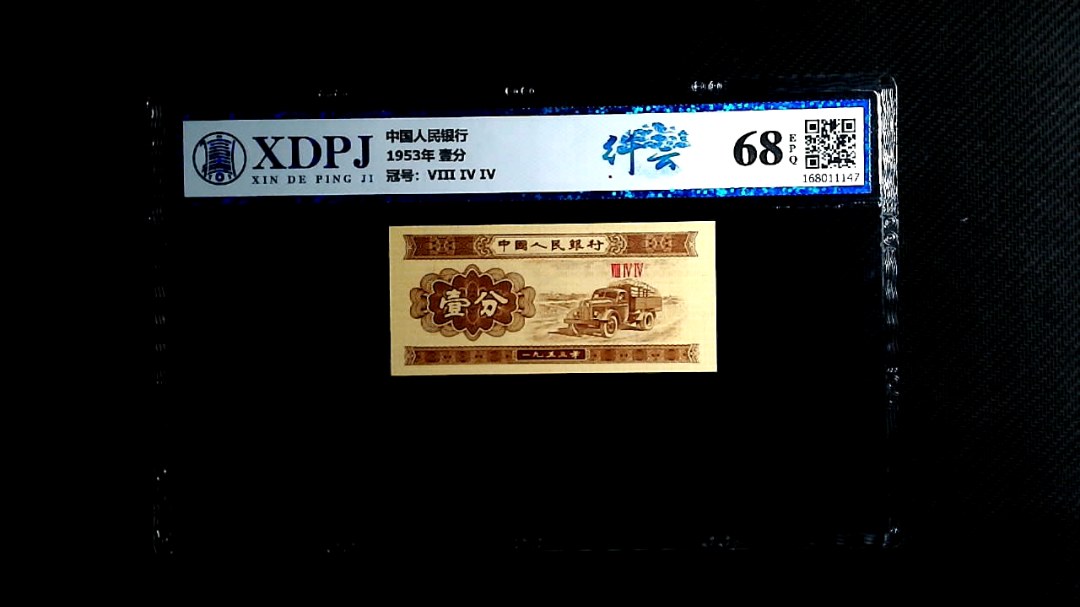 XDPJ
XIN DE PING JI
中国人民银行
1953年 壹分
冠号：VIII IV IV
68
EPQ
168011147
中國人民銀行
VIII IV IV
壹分
一九五三年